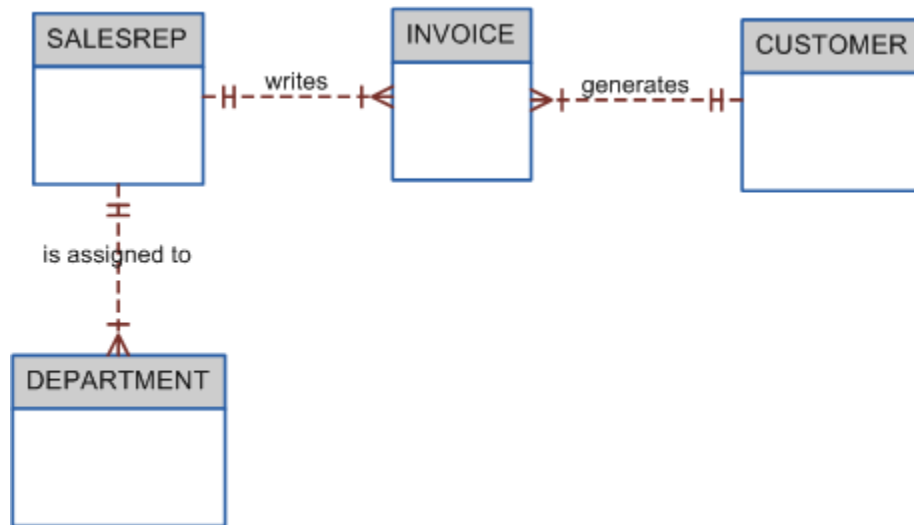 SALESREP
INVOICE
CUSTOMER
writes
generates
is assigned to
DEPARTMENT